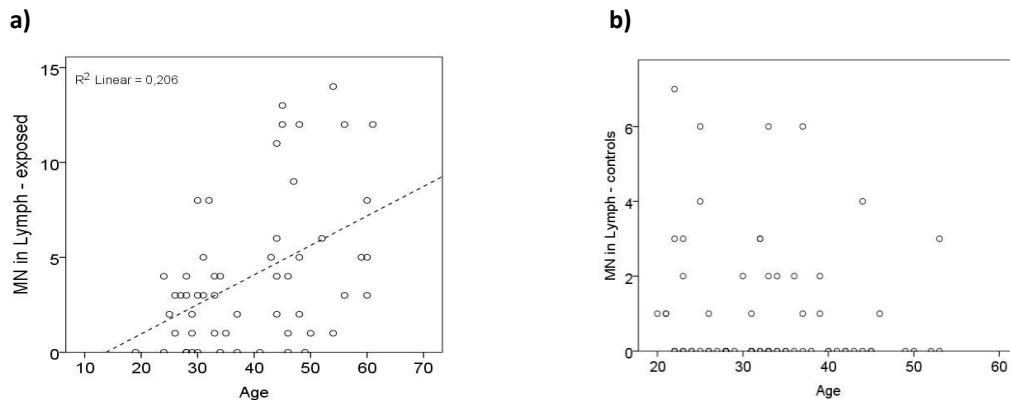 a)
R² Linear = 0,206
MN in Lymph - exposed
15
10
5
0
10 20 30 40 50 60 70
Age
b)
MN in Lymph - controls
6
4
2
0
20 30 40 50 60
Age